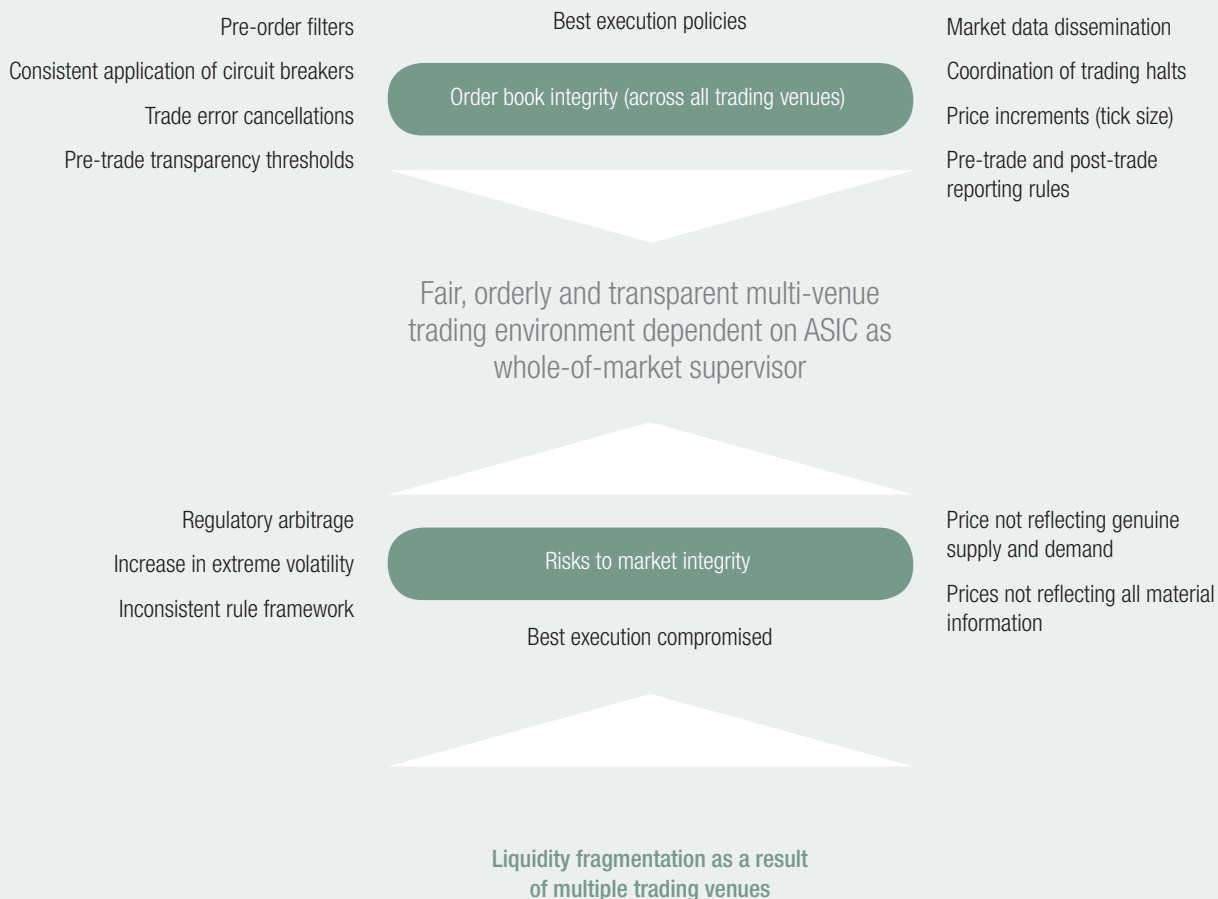 Best execution policies
Pre-order filters
Consistent application of circuit breakers
Trade error cancellations
Pre-trade transparency thresholds
Order book integrity (across all trading venues)
Market data dissemination
Coordination of trading halts
Price increments (tick size)
Pre-trade and post-trade
reporting rules
Fair, orderly and transparent multi-venue
trading environment dependent on ASIC as
whole-of-market supervisor
Regulatory arbitrage
Increase in extreme volatility
Inconsistent rule framework
Risks to market integrity
Best execution compromised
Price not reflecting genuine
supply and demand
Prices not reflecting all material
information
Liquidity fragmentation as a result
of multiple trading venues